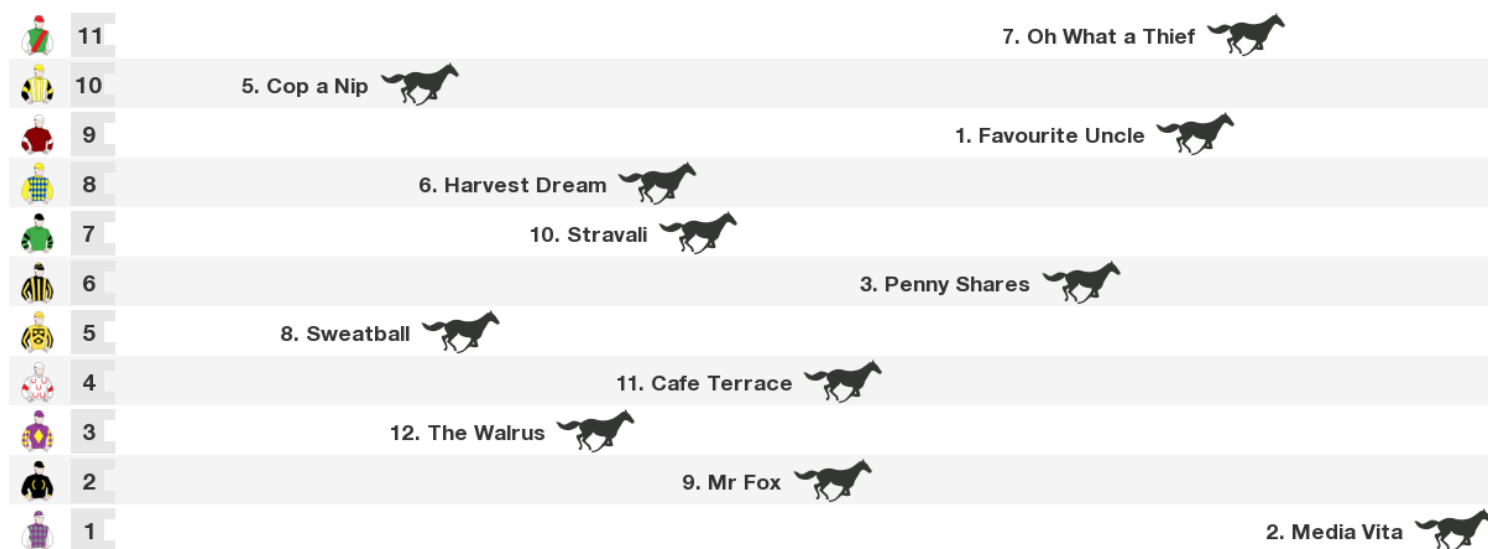 11 7. Oh What a Thief
10 5. Cop a Nip
9 1. Favourite Uncle
8 6. Harvest Dream
7 10. Stravali
6 3. Penny Shares
5 8. Sweatball
4 11. Cafe Terrace
3 12. The Walrus
2 9. Mr Fox
1 2. Media Vita